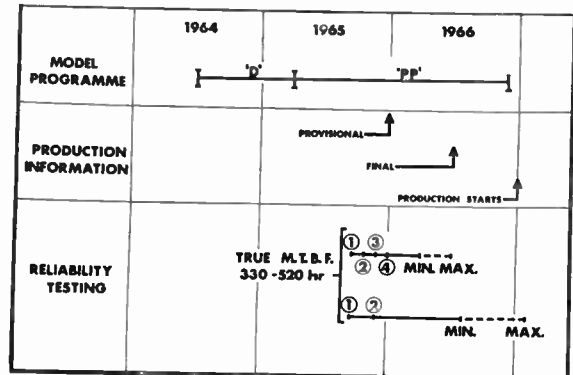 1964 1965 1966
MODEL
PROGRAMME
'D' 'PP'
PROVISIONAL
PRODUCTION
INFORMATION
FINAL
PRODUCTION STARTS
RELIABILITY
TESTING
TRUE M.T.B.F.
330-520 hr
1 3
2 4 MIN. MAX.
1 2
MIN. MAX.